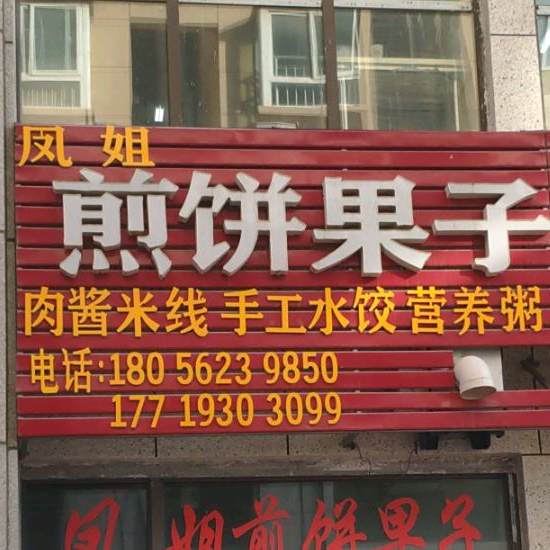 凤姐
煎饼果子
肉酱米线 手工水饺 营养粥
电话:180 5623 9850
177 1930 3099
凤姐煎饼果子